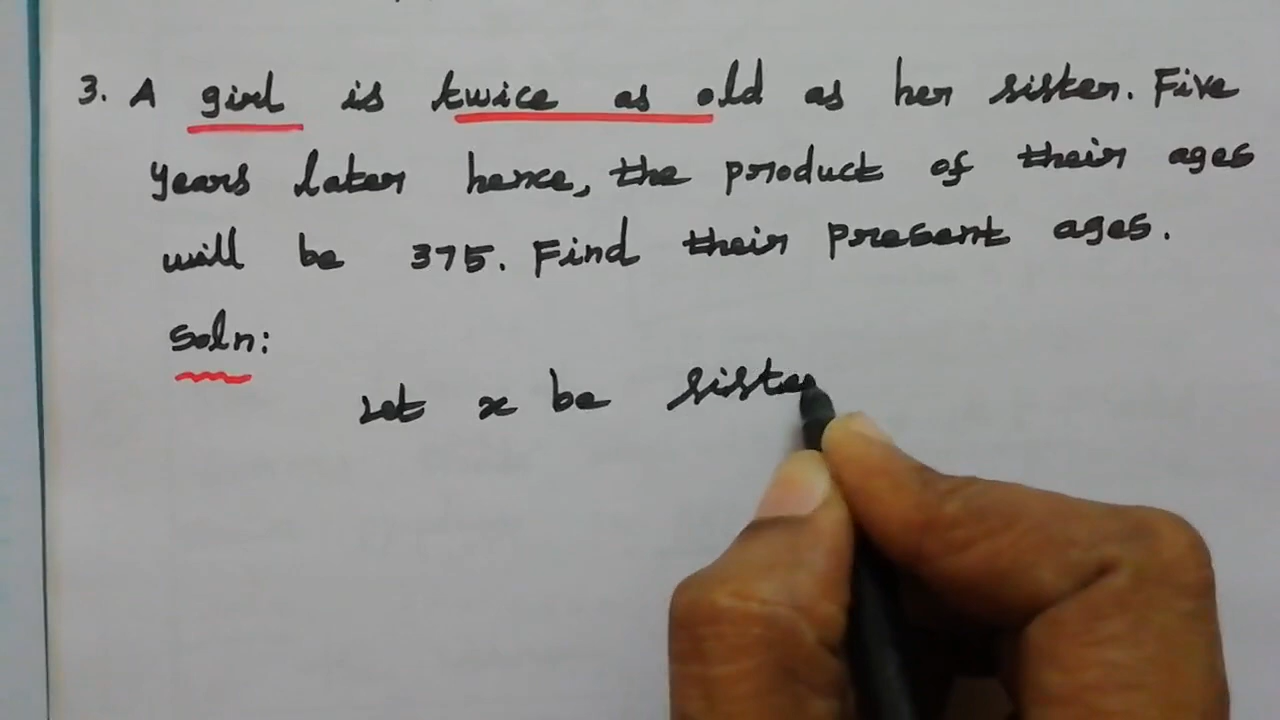 3. A girl is twice as old as her sister. Five
years later hence, the product of their ages
will be 375. Find their present ages.
Soln:
Let x be siste